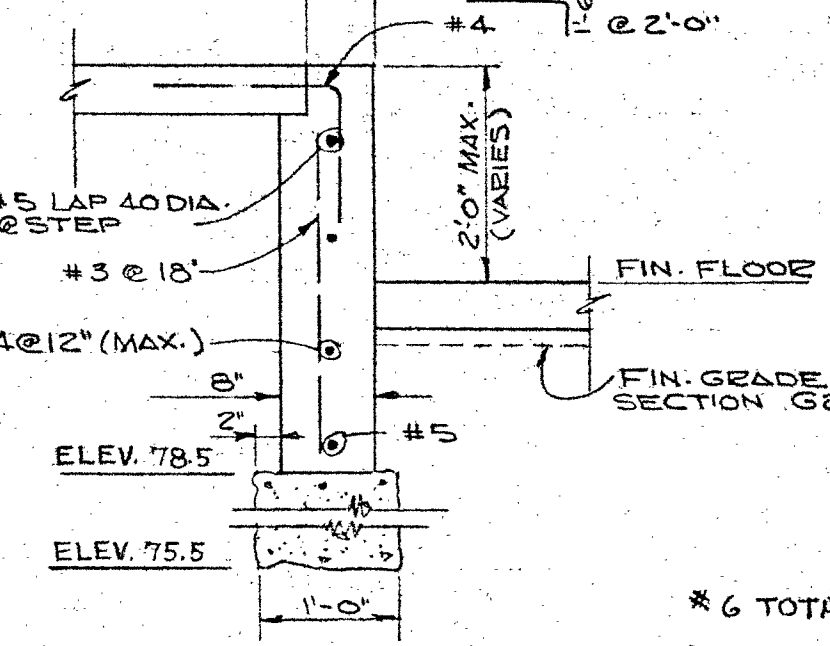 #4
@ 2'-0"
2'-0" MAX.
(VARIES)
#5 LAP 40 DIA.
@ STEP
#3 @ 18"
FIN. FLOOR
4@12" (MAX.)
8"
FIN. GRADE
SECTION G2
2"
#5
ELEV. 78.5
ELEV. 75.5
1'-0"
# 6 TOTA